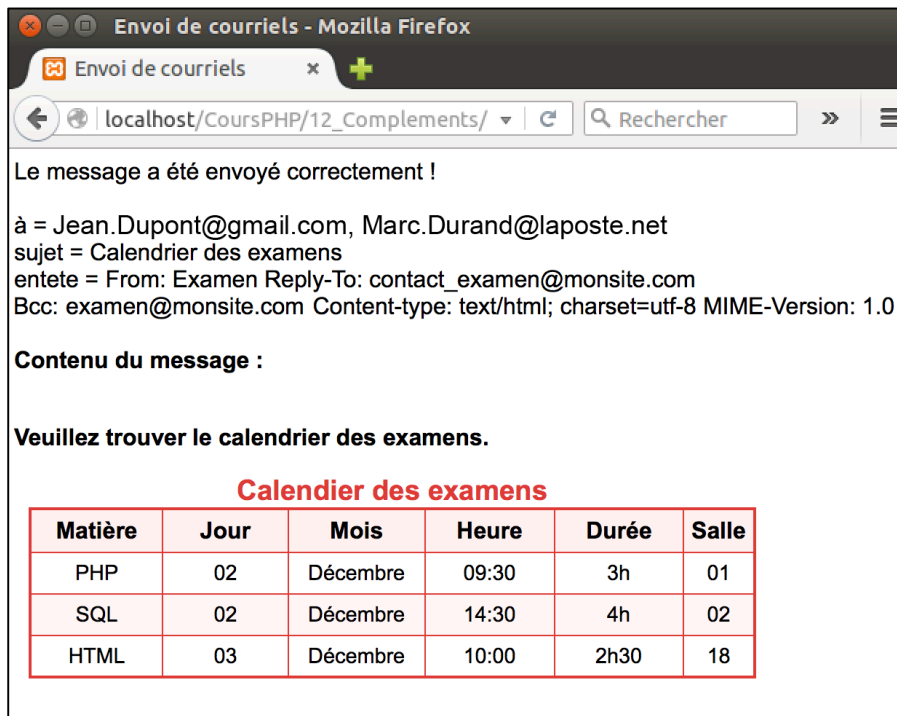 Envoi de courriels - Mozilla Firefox
Envoi de courriels
localhost/CoursPHP/12_Complements/
Rechercher
Le message a été envoyé correctement !
à = Jean.Dupont@gmail.com, Marc.Durand@laposte.net
sujet = Calendrier des examens
entete = From: Examen Reply-To: contact_examen@monsite.com
Bcc: examen@monsite.com Content-type: text/html; charset=utf-8 MIME-Version: 1.0
Contenu du message :
Veuillez trouver le calendrier des examens.
Calendier des examens
Matière Jour Mois Heure Durée Salle
PHP 02 Décembre 09:30 3h 01
SQL 02 Décembre 14:30 4h 02
HTML 03 Décembre 10:00 2h30 18